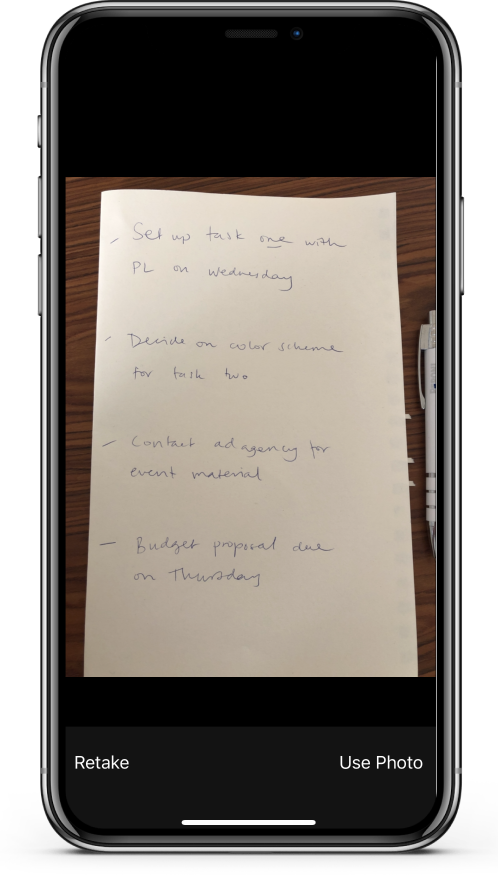 - Set up task one with
PL on Wednesday
- Decide on color scheme
for task two
- Contact ad agency for
event material
- Budget proposal due
on Thursday
Retake Use Photo